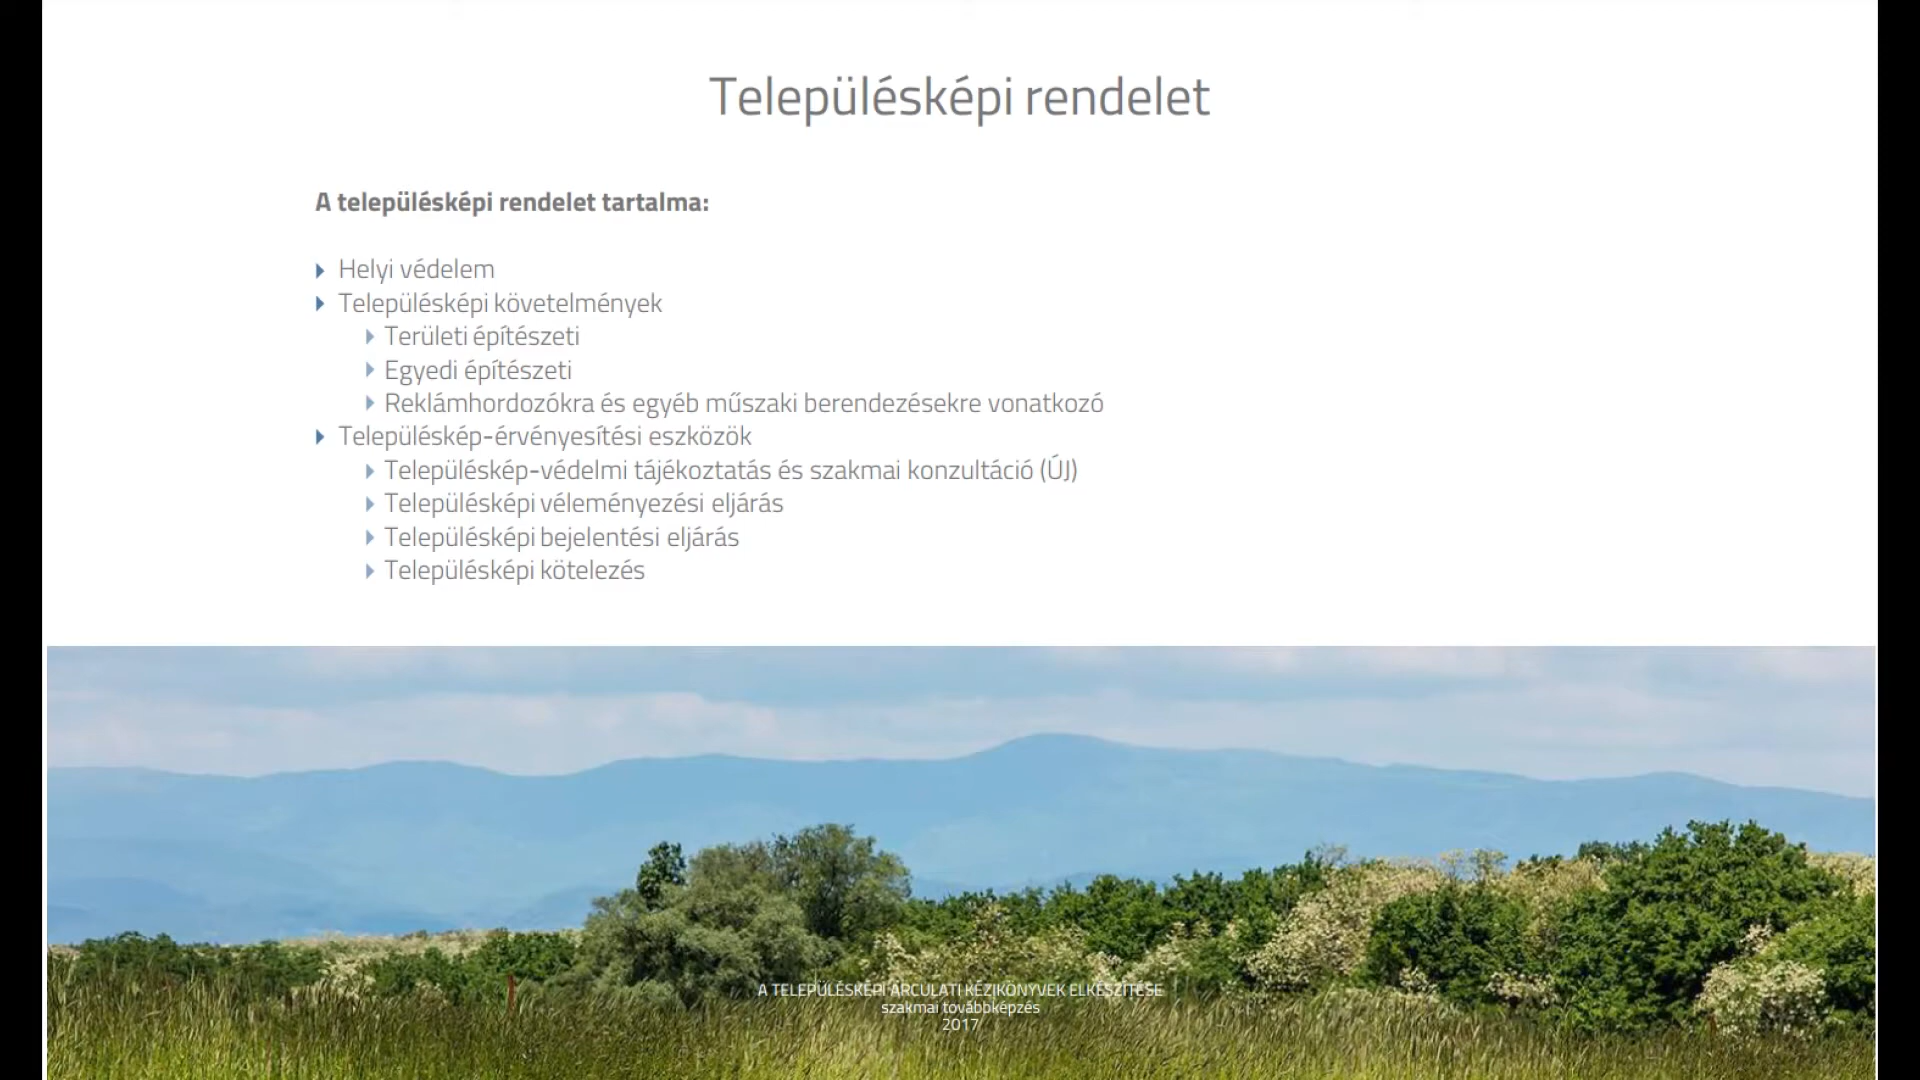 Településképi rendelet
A településképi rendelet tartalma:
Helyi védelem
Településképi követelmények
Területi építészeti
Egyedi építészeti
Reklámhordozókra és egyéb műszaki berendezésekre vonatkozó
Településkép-érvényesítési eszközök
Településkép-védelmi tájékoztatás és szakmai konzultáció (ÚJ)
Településképi véleményezési eljárás
Településképi bejelentési eljárás
Településképi kötelezés
A TELEPÜLÉSKÉPI ARCULATI KÉZIKÖNYVEK ELKÉSZÍTÉSE
szakmai továbbképzés
2017